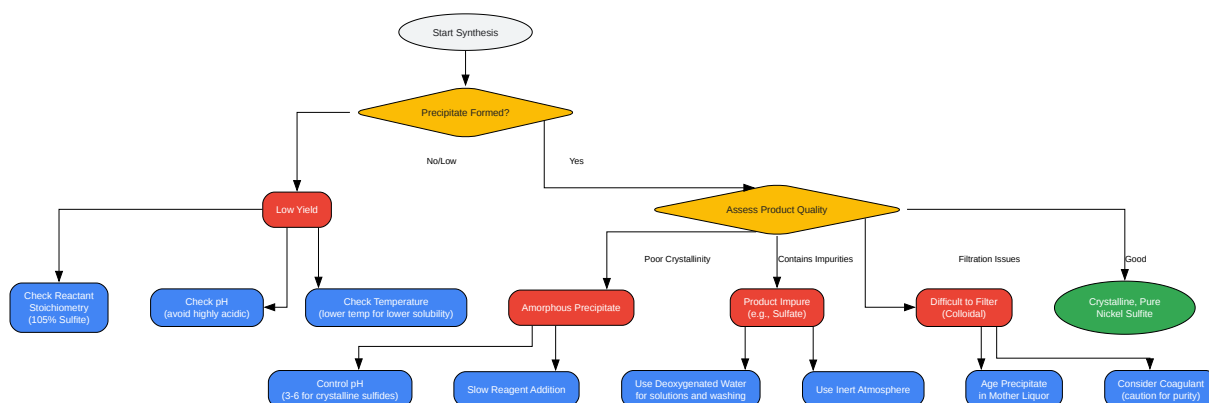 Start Synthesis
Precipitate Formed?
No/Low
Yes
Low Yield
Assess Product Quality
Poor Crystallinity
Contains Impurities
Filtration Issues
Good
Check Reactant
Stoichiometry
(105% Sulfite)
Check pH
(avoid highly acidic)
Check Temperature
(lower temp for lower solubility)
Amorphous Precipitate
Product Impure
(e.g., Sulfate)
Difficult to Filter
(Colloidal)
Crystalline, Pure
Nickel Sulfite
Control pH
(3-6 for crystalline sulfides)
Slow Reagent Addition
Use Deoxygenated Water
for solutions and washing
Use Inert Atmosphere
Age Precipitate
in Mother Liquor
Consider Coagulant
(caution for purity)